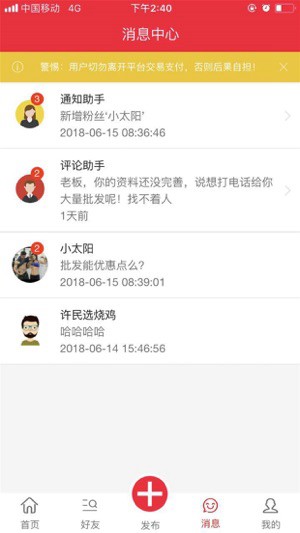 中国移动 4G 下午2:40
消息中心
警惕：用户切勿离开平台交易支付，否则后果自担！
3
通知助手
新增粉丝‘小太阳’
2018-06-15 08:36:46
2
评论助手
老板，你的资料还没完善，说想打电话给你
大量批发呢！找不着人
1天前
2
小太阳
批发能优惠点么？
2018-06-15 08:39:01
许民选烧鸡
哈哈哈哈
2018-06-14 15:46:56
首页 好友 发布 消息 我的